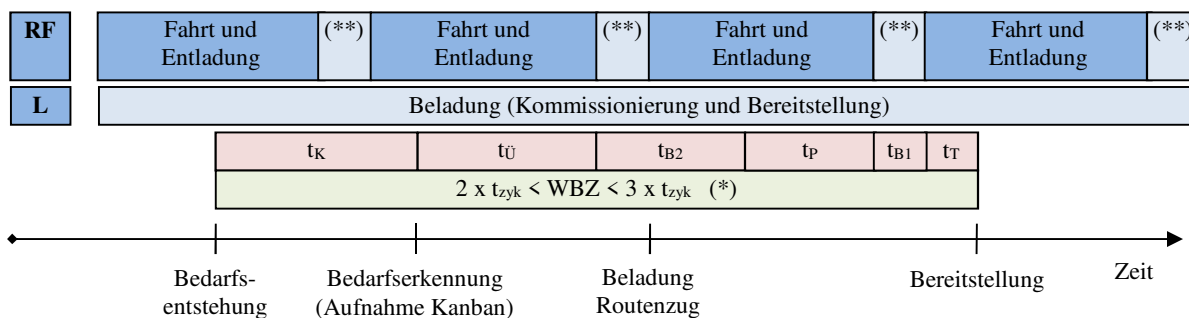 RF
Fahrt und
Entladung
(**)
Fahrt und
Entladung
(**)
Fahrt und
Entladung
(**)
Fahrt und
Entladung
(**)
L
Beladung (Kommissionierung und Bereitstellung)
tK
tÜ
tB2
tP
tB1
tT
2 x tzyk < WBZ < 3 x tzyk (*)
Bedarfs-
entstehung
Bedarfserkennung
(Aufnahme Kanban)
Beladung
Routenzug
Bereitstellung
Zeit